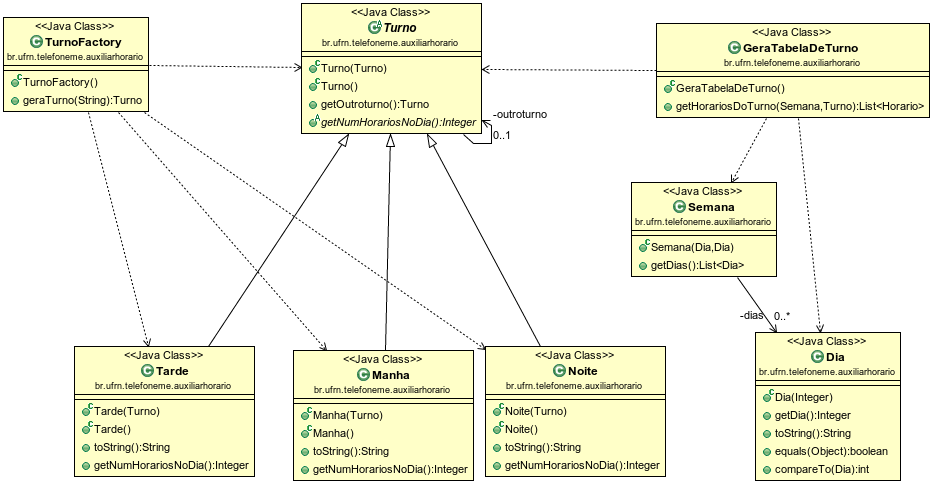 <<Java Class>>
TurnoFactory
br.ufrn.telefoneme.auxiliarhorario
TurnoFactory()
geraTurno(String):Turno
<<Java Class>>
Turno
br.ufrn.telefoneme.auxiliarhorario
Turno(Turno)
Turno()
getOutroturno():Turno
getNumHorariosNoDia():Integer
-outroturno
0..1
<<Java Class>>
GeraTabelaDeTurno
br.ufrn.telefoneme.auxiliarhorario
GeraTabelaDeTurno()
getHorariosDoTurno(Semana,Turno):List<Horario>
<<Java Class>>
Semana
br.ufrn.telefoneme.auxiliarhorario
Semana(Dia,Dia)
getDias():List<Dia>
-dias
0..*
<<Java Class>>
Tarde
br.ufrn.telefoneme.auxiliarhorario
Tarde(Turno)
Tarde()
toString():String
getNumHorariosNoDia():Integer
<<Java Class>>
Manha
br.ufrn.telefoneme.auxiliarhorario
Manha(Turno)
Manha()
toString():String
getNumHorariosNoDia():Integer
<<Java Class>>
Noite
br.ufrn.telefoneme.auxiliarhorario
Noite(Turno)
Noite()
toString():String
getNumHorariosNoDia():Integer
<<Java Class>>
Dia
br.ufrn.telefoneme.auxiliarhorario
Dia(Integer)
getDia():Integer
toString():String
equals(Object):boolean
compareTo(Dia):int